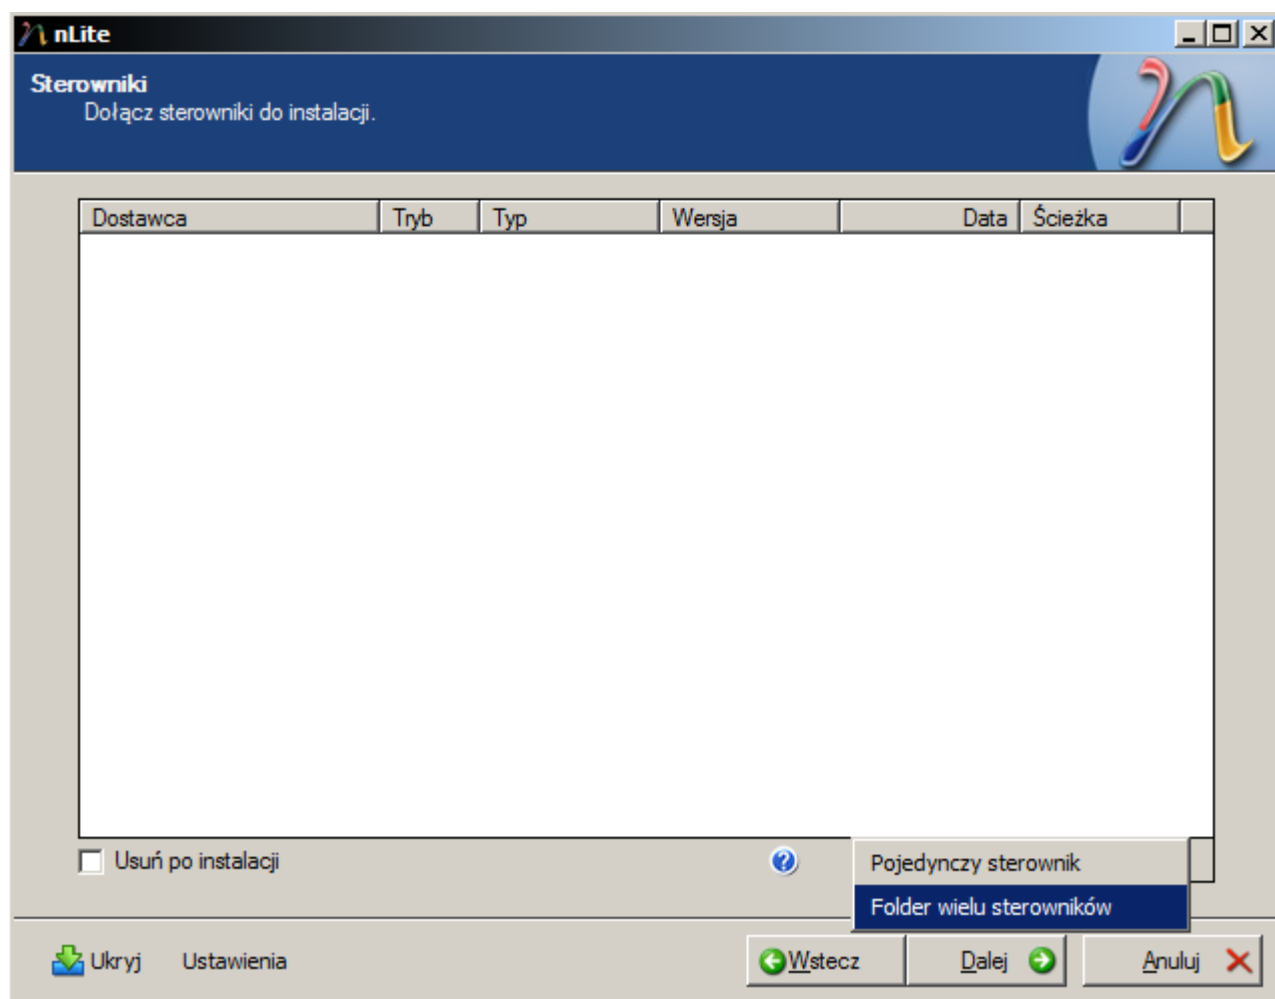 nLite
Sterowniki
Dołącz sterowniki do instalacji.
Dostawca Tryb Typ Wersja Data Ścieżka
Usuń po instalacji
Pojedynczy sterownik
Folder wielu sterowników
Ukryj Ustawienia Wstecz Dalej Anuluj